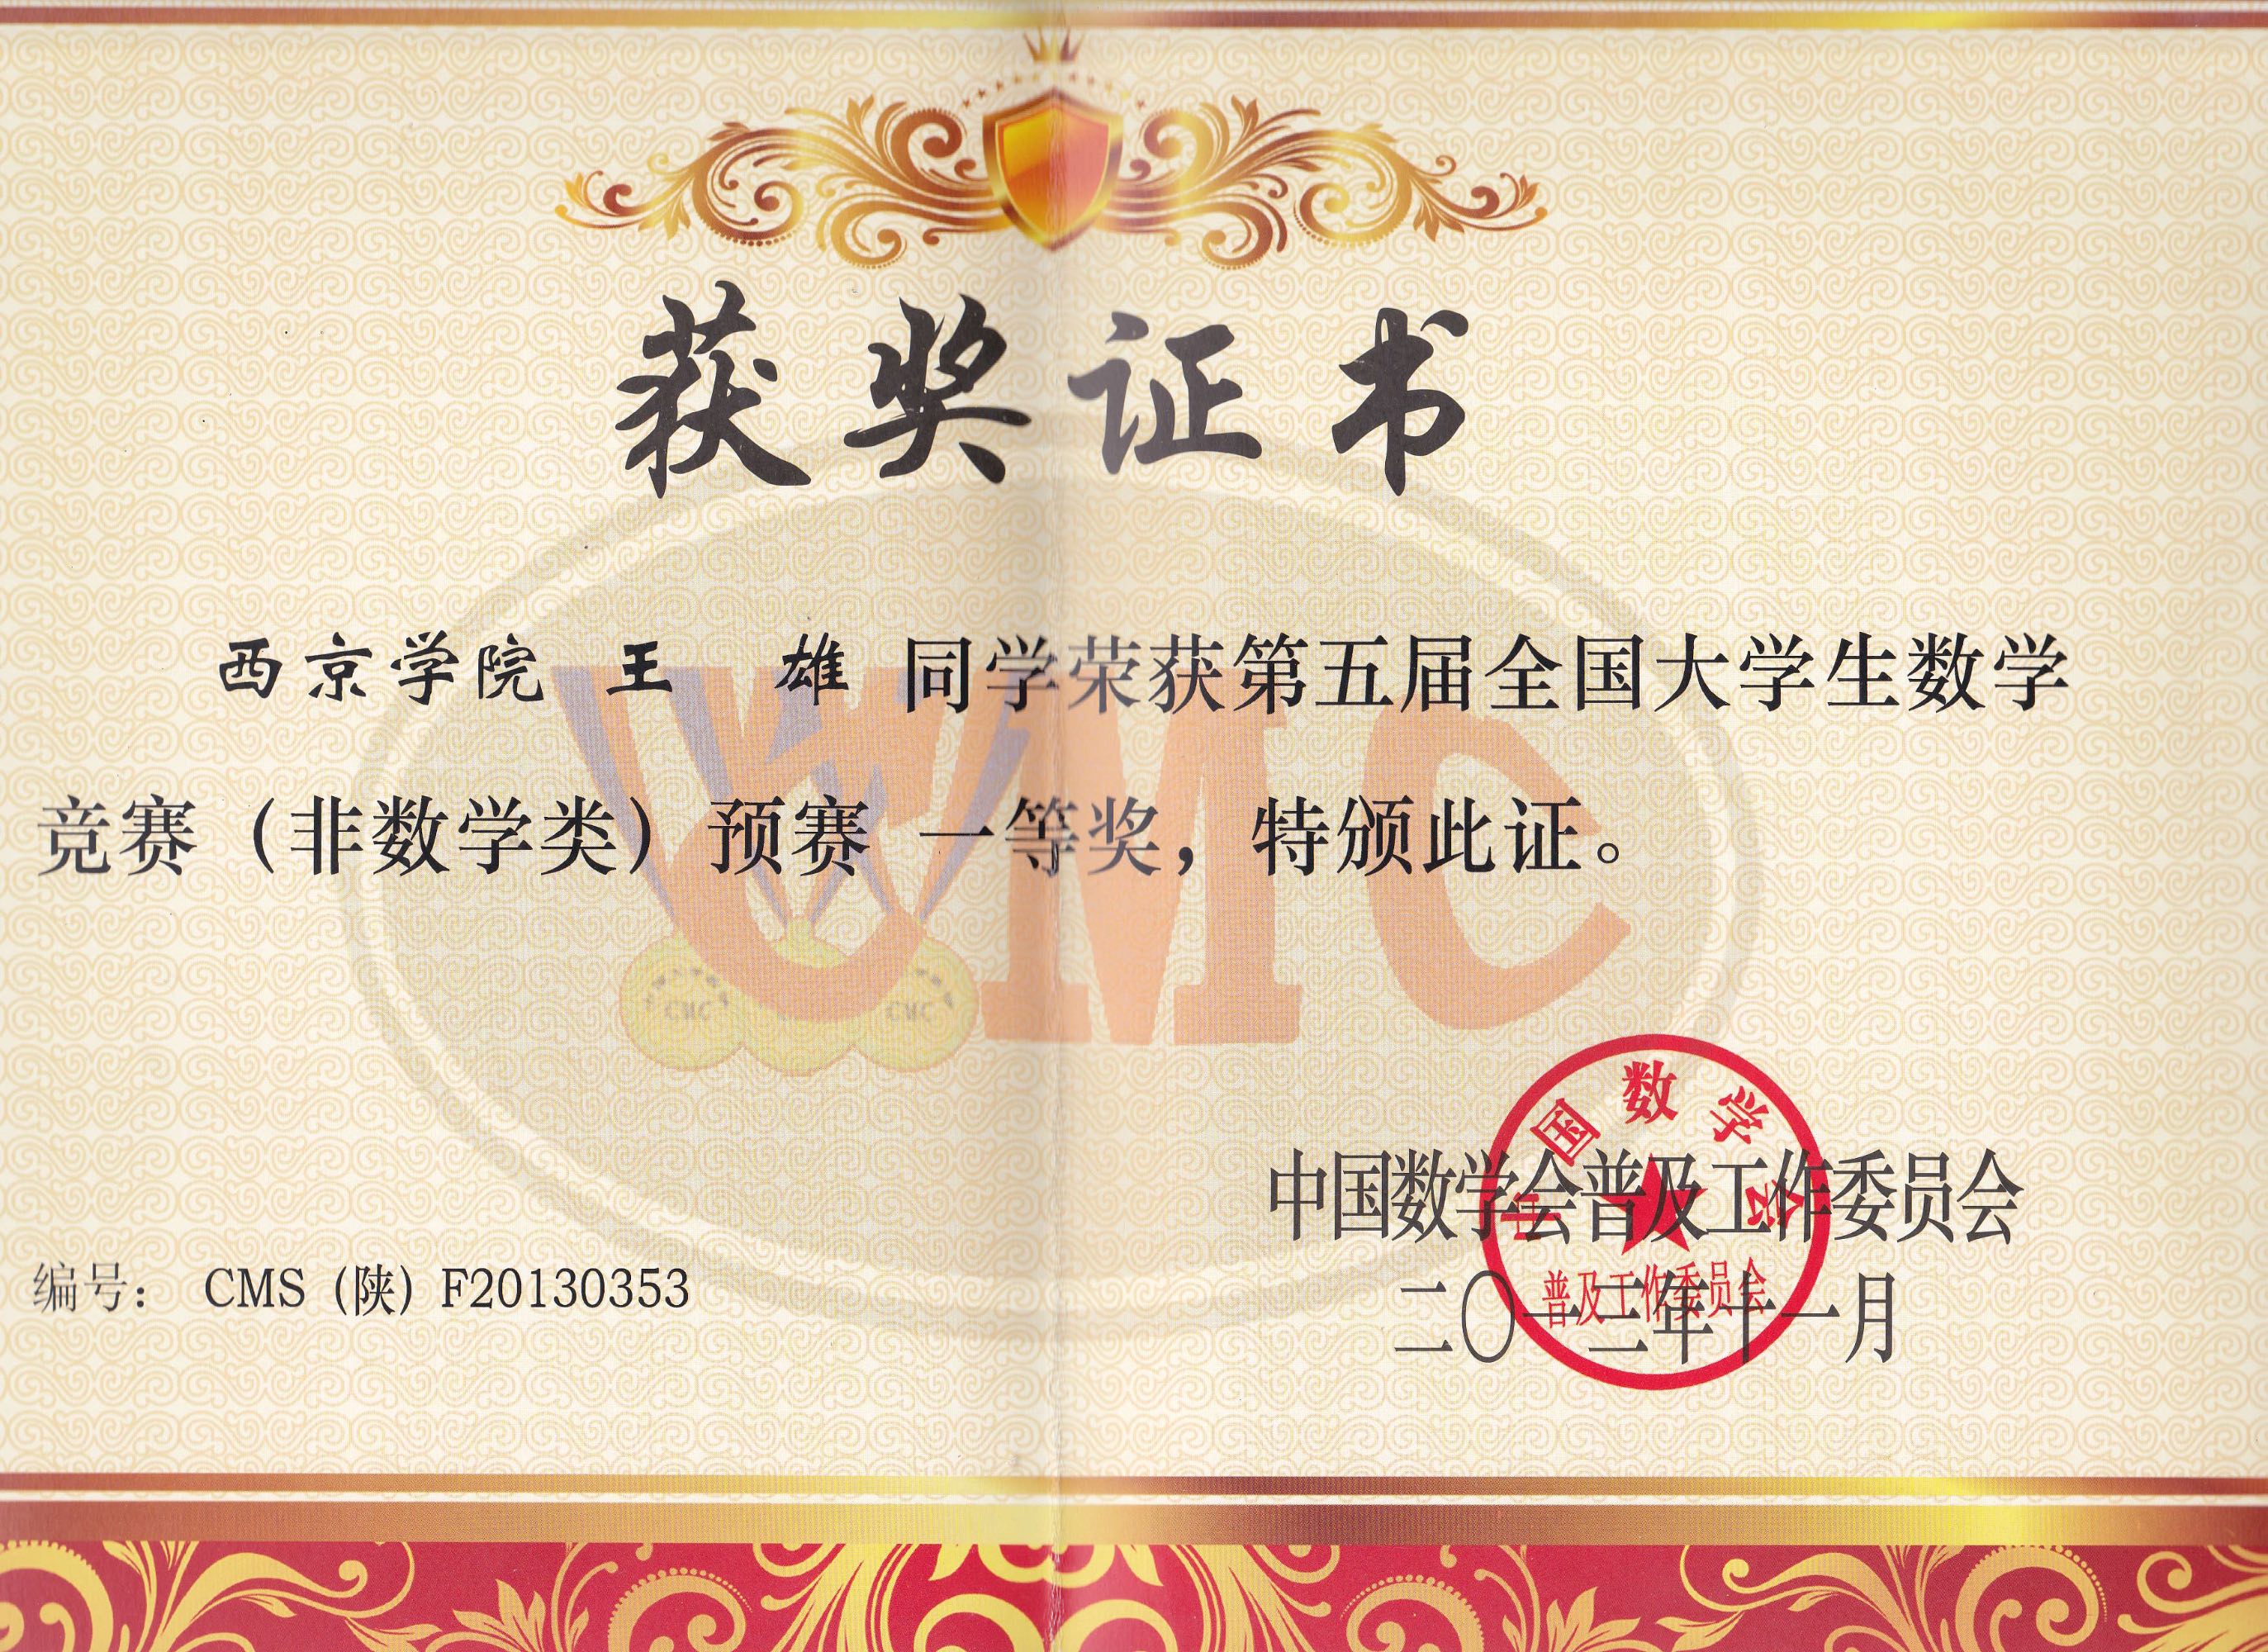 获奖证书
西京学院 王 雄 同学荣获第五届全国大学生数学
竞赛（非数学类）预赛 一等奖，特颁此证。
CMC
CMC CMC
中国数学会
中国数学会普及工作委员会
普及工作委员会
二〇一三年十一月
编号： CMS（陕）F20130353